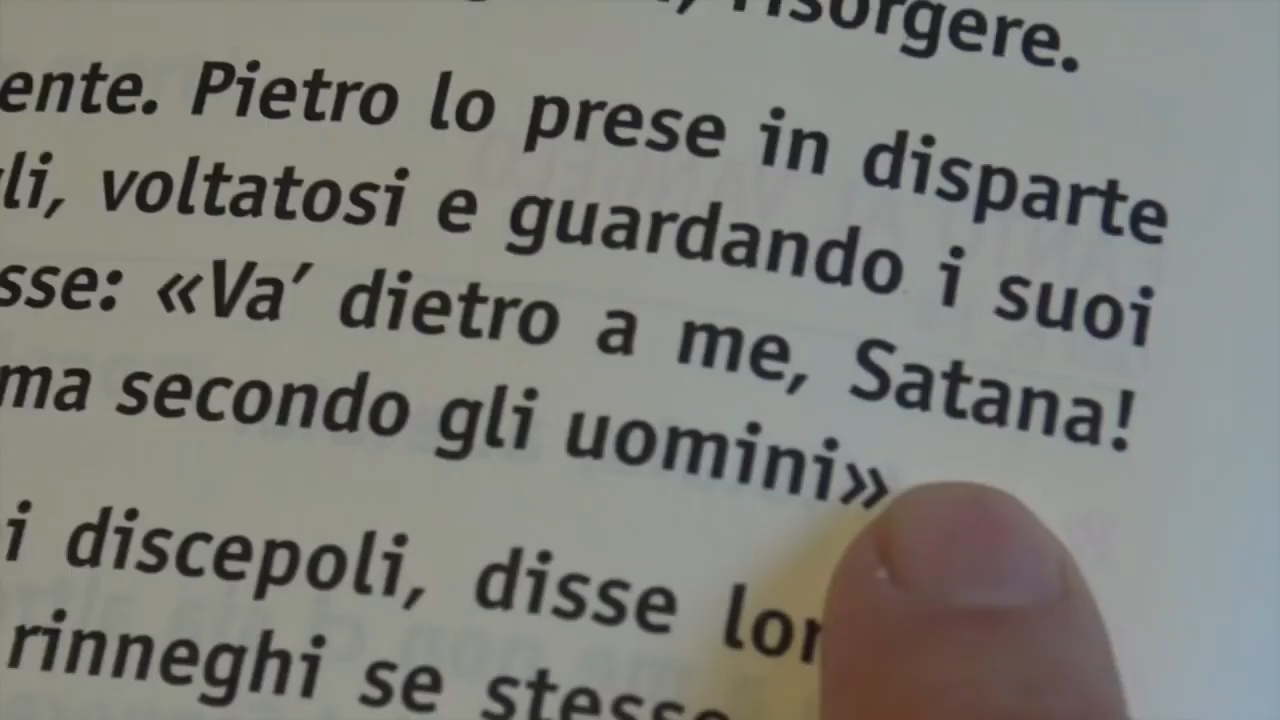 risorgere.
ente. Pietro lo prese in disparte
li, voltatosi e guardando i suoi
sse: «Va’ dietro a me, Satana!
ma secondo gli uomini»
i discepoli, disse lor
rinneghi se stesso